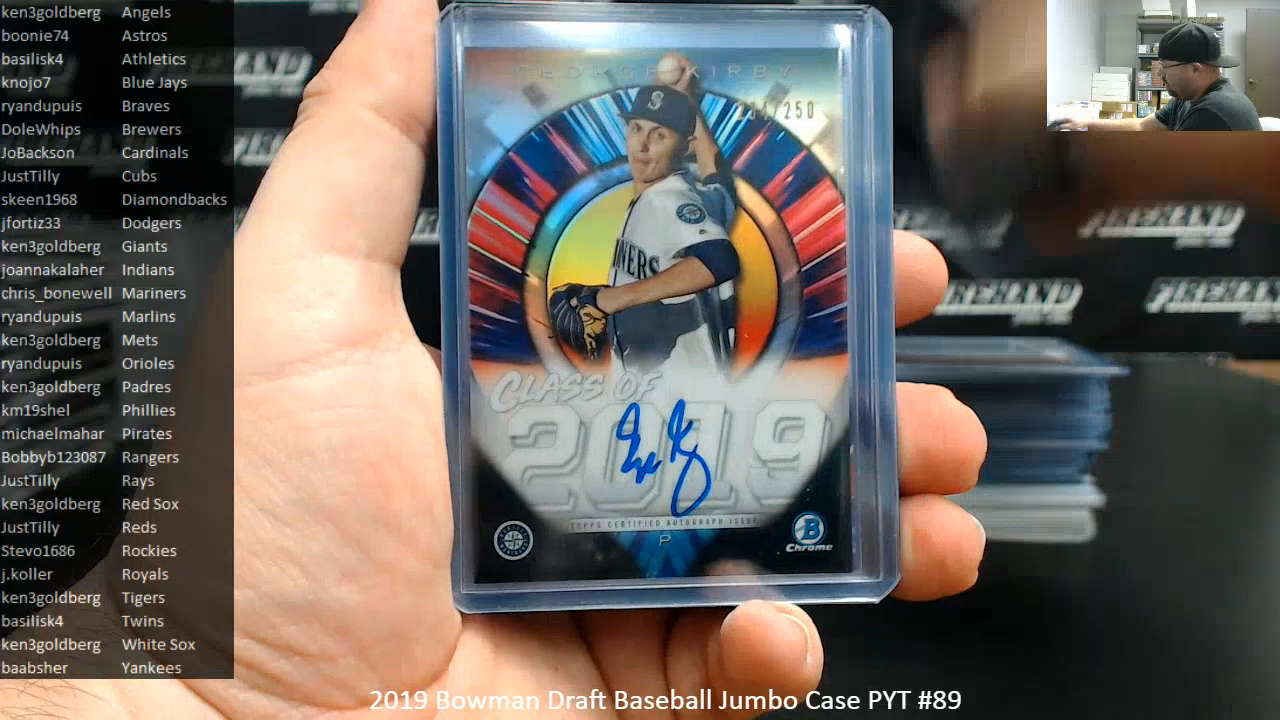 ken3goldberg Angels
boonie74 Astros
basilisk4 Athletics
knojo7 Blue Jays
ryandupuis Braves
DoleWhips Brewers
JoBackson Cardinals
JustTilly Cubs
skeen1968 Diamondbacks
jfortiz33 Dodgers
ken3goldberg Giants
joannakalaher Indians
chris_bonewell Mariners
ryandupuis Marlins
ken3goldberg Mets
ryandupuis Orioles
ken3goldberg Padres
km19shel Phillies
michaelmahar Pirates
Bobbyb123087 Rangers
JustTilly Rays
ken3goldberg Red Sox
JustTilly Reds
Stevo1686 Rockies
j.koller Royals
ken3goldberg Tigers
basilisk4 Twins
ken3goldberg White Sox
baabsher Yankees
GEORGE KIRBY
/250
S
CLASS OF
2019
TOPPS CERTIFIED AUTOGRAPH ISSUE
P
B
Chrome
FIREHAND
FIREHAND
2019 Bowman Draft Baseball Jumbo Case PYT #89